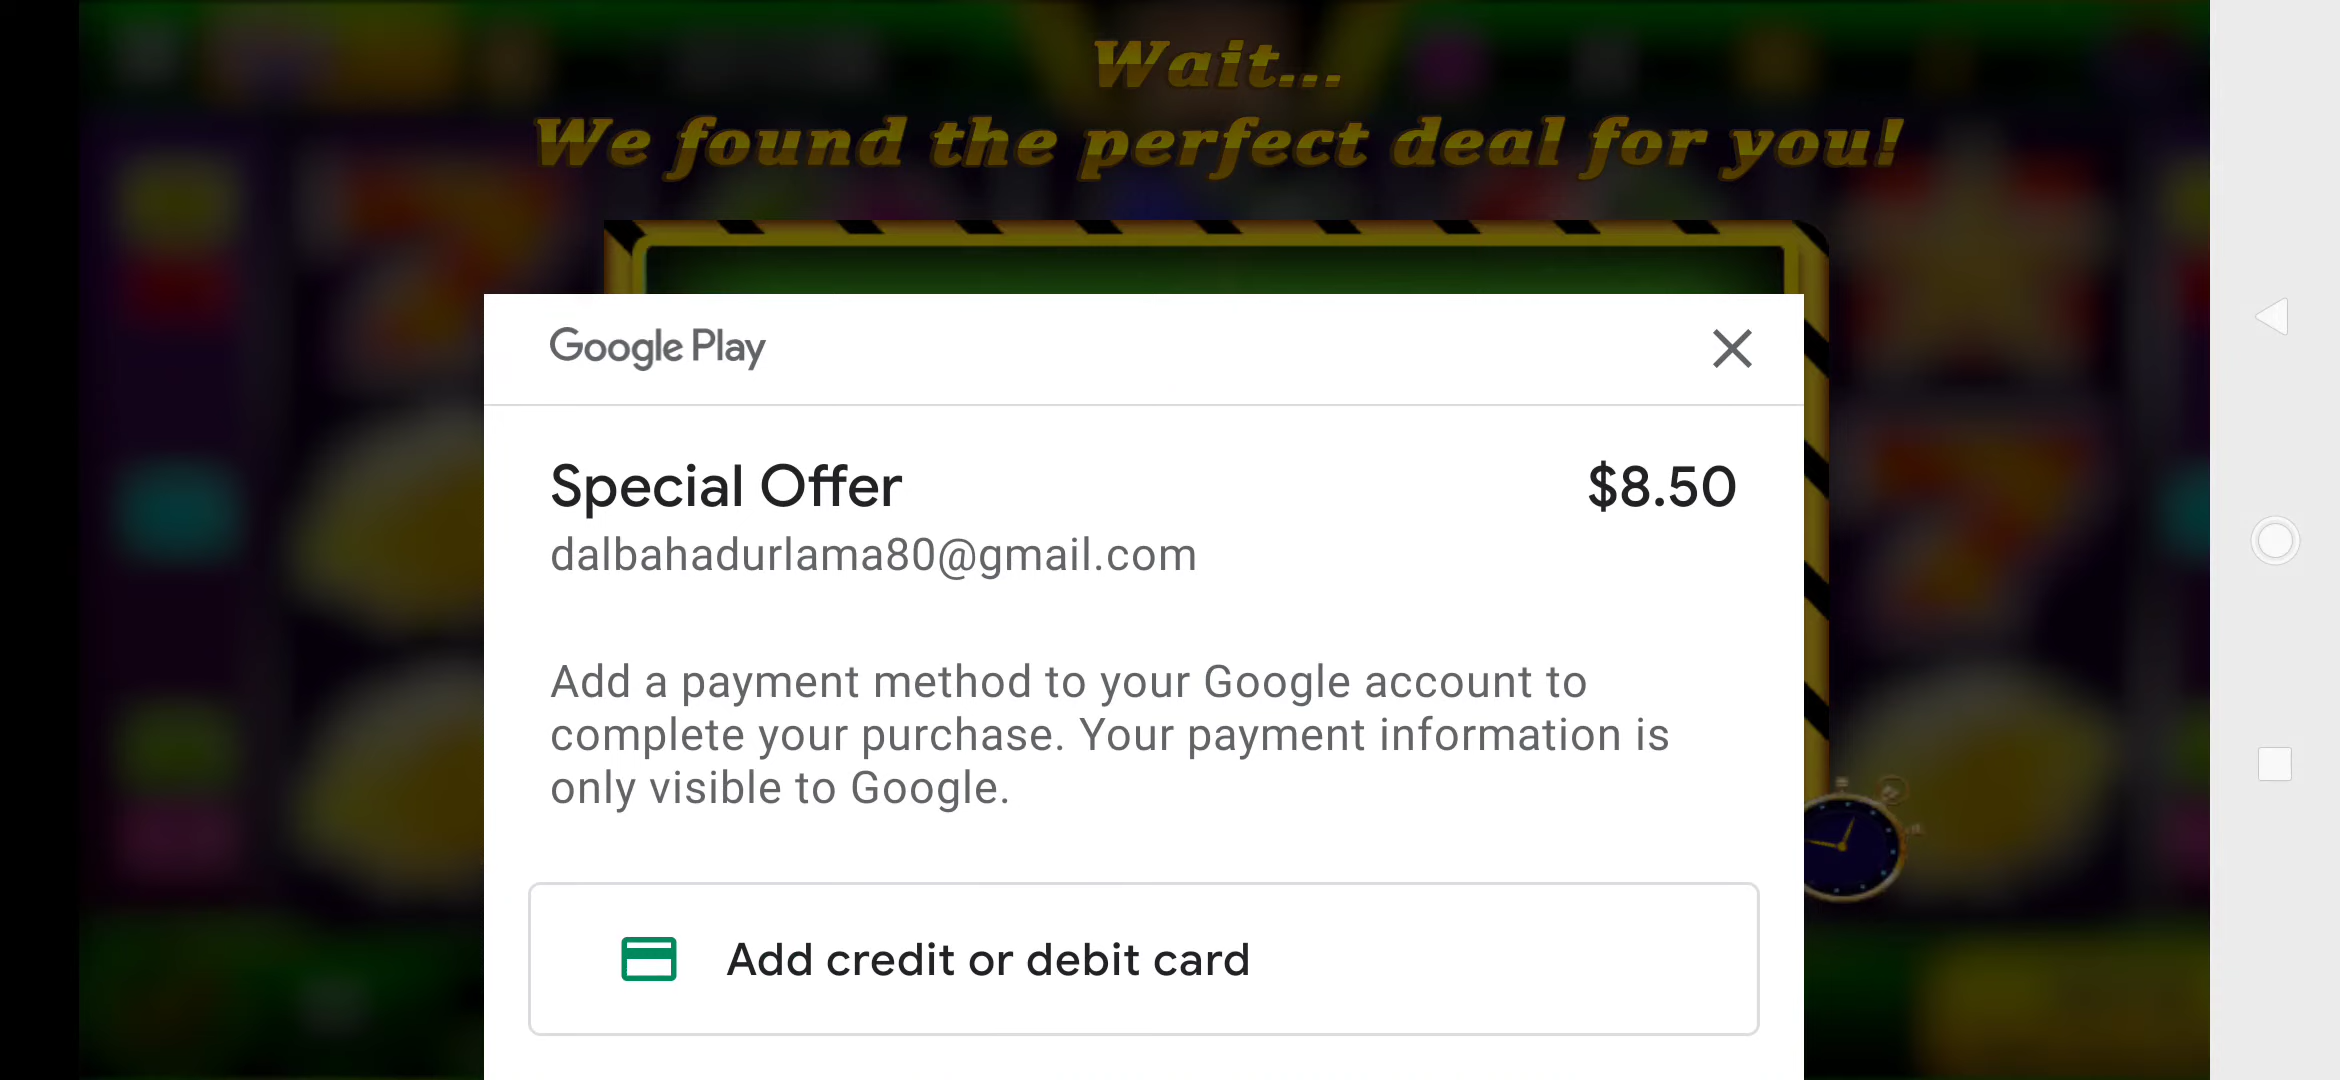 Wait...
We found the perfect deal for you!
Google Play
Special Offer
$8.50
dalbahadurlama80@gmail.com
Add a payment method to your Google account to
complete your purchase. Your payment information is
only visible to Google.
Add credit or debit card